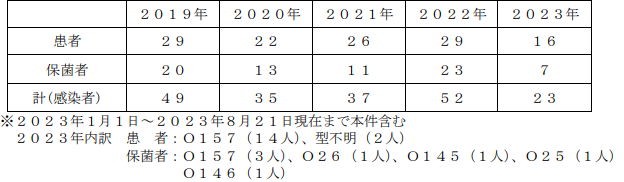 ２０１９年 ２０２０年 ２０２１年 ２０２２年 ２０２３年
患者 ２９ ２２ ２６ ２９ １６
保菌者 ２０ １３ １１ ２３ ７
計(感染者) ４９ ３５ ３７ ５２ ２３
※２０２３年１月１日～２０２３年８月２１日現在まで本件含む
２０２３年内訳　患　者：Ｏ１５７（１４人）、型不明（２人）
保菌者：Ｏ１５７（３人）、Ｏ２６（１人）、Ｏ１４５（１人）、Ｏ２５（１人）
Ｏ１４６（１人）